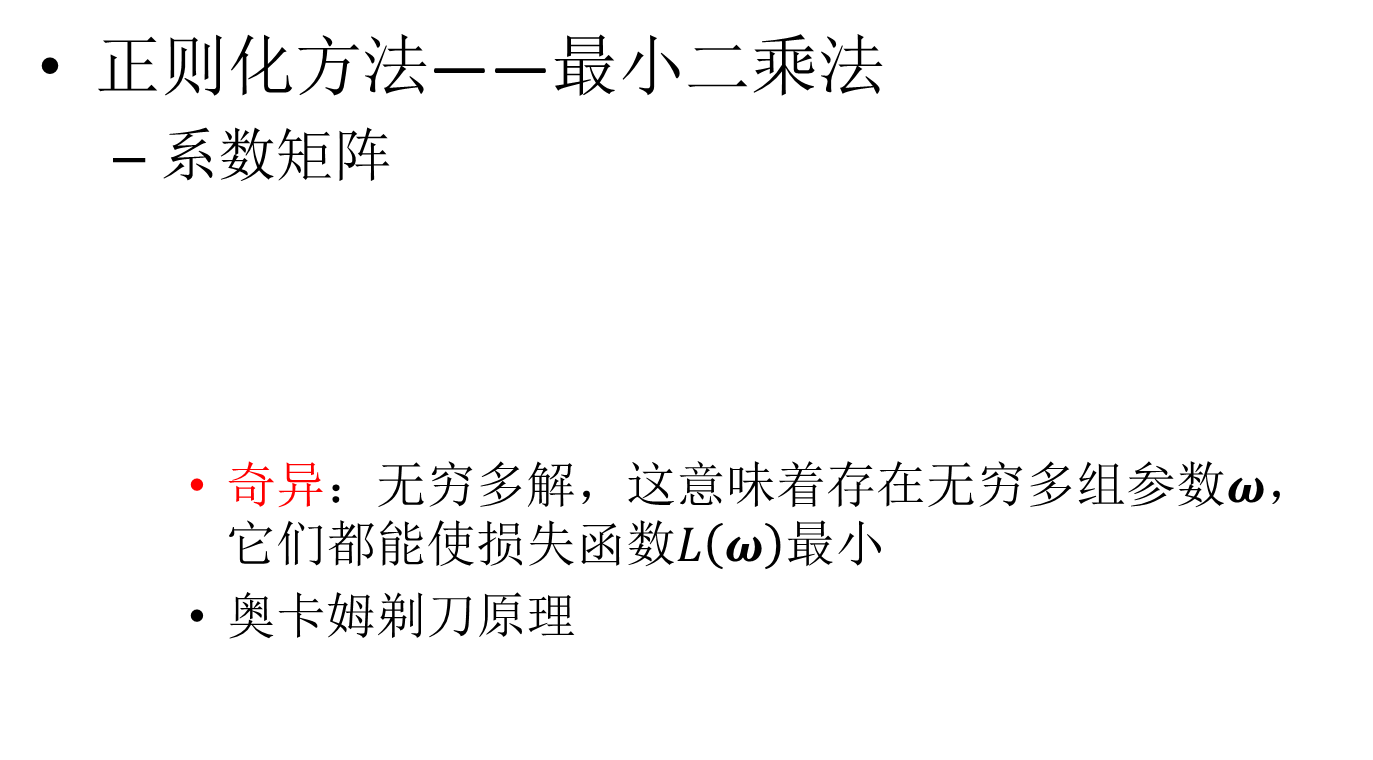 • 正则化方法——最小二乘法
– 系数矩阵
• 奇异：无穷多解，这意味着存在无穷多组参数𝝎，
它们都能使损失函数𝐿(𝝎)最小
• 奥卡姆剃刀原理